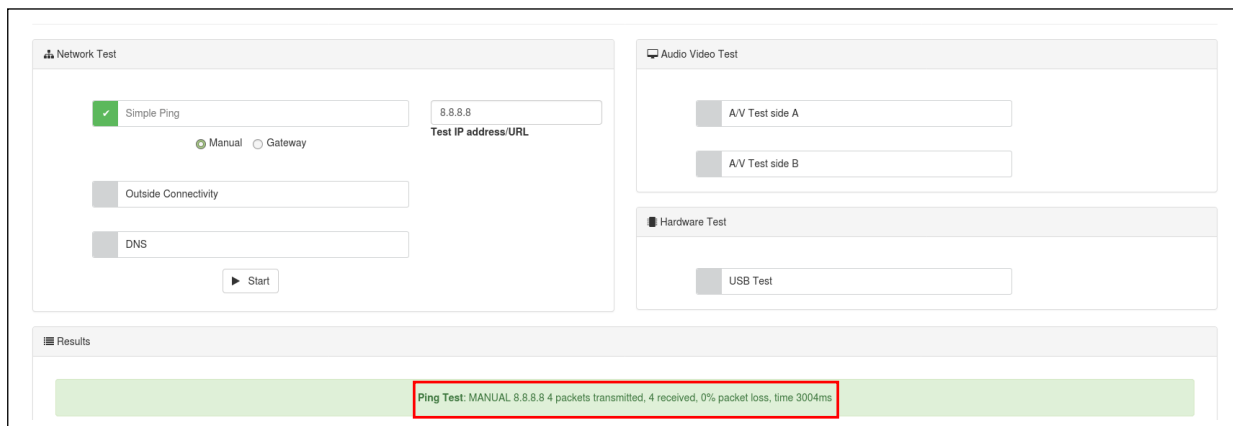 Network Test
Simple Ping
8.8.8.8
Test IP address/URL
Manual Gateway
Outside Connectivity
DNS
Start
Audio Video Test
A/V Test side A
A/V Test side B
Hardware Test
USB Test
Results
Ping Test: MANUAL 8.8.8.8 4 packets transmitted, 4 received, 0% packet loss, time 3004ms